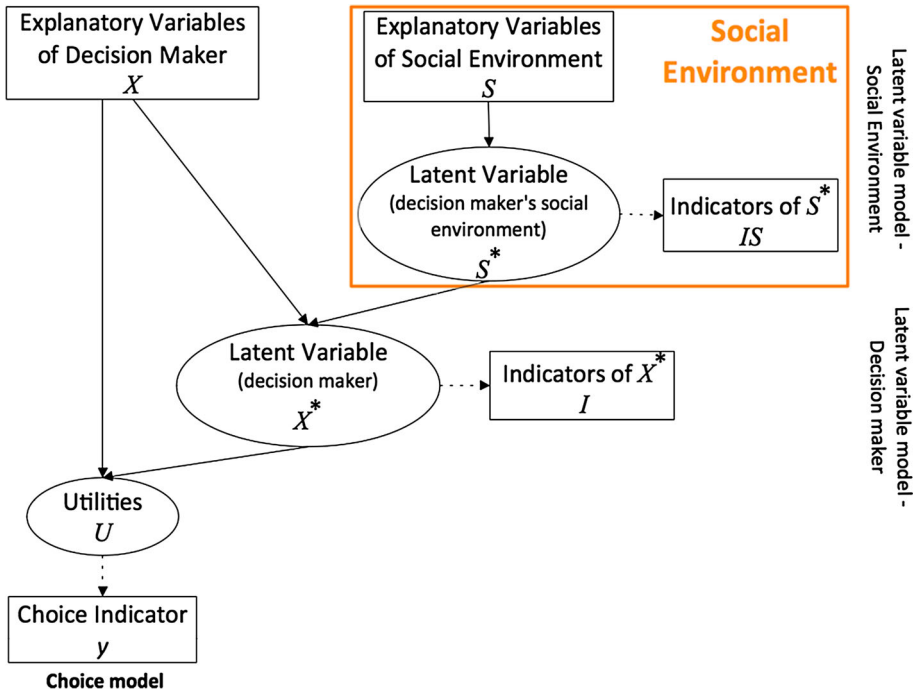 Explanatory Variables
of Decision Maker
X
Explanatory Variables
of Social Environment
S
Social
Environment
Latent Variable
(decision maker's social
environment)
S*
Indicators of S*
IS
Latent variable model -
Social Environment
Latent Variable
(decision maker)
X*
Indicators of X*
I
Latent variable model -
Decision maker
Utilities
U
Choice Indicator
y
Choice model